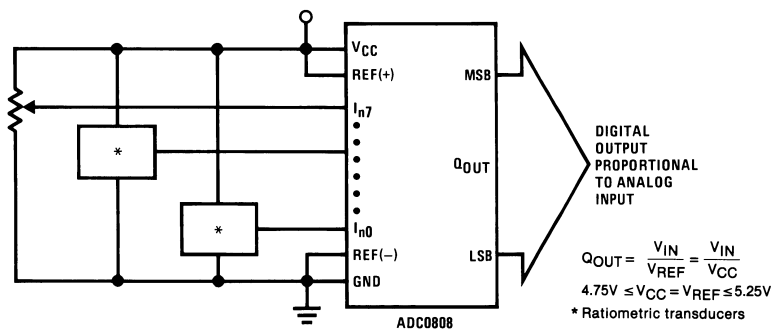 VCC
REF(+)
MSB
In7
*
*
QOUT
In0
REF(−)
LSB
GND
ADC0808
DIGITAL
OUTPUT
PROPORTIONAL
TO ANALOG
INPUT
QOUT = VIN/VREF = VIN/VCC
4.75V ≤ VCC = VREF ≤ 5.25V
* Ratiometric transducers